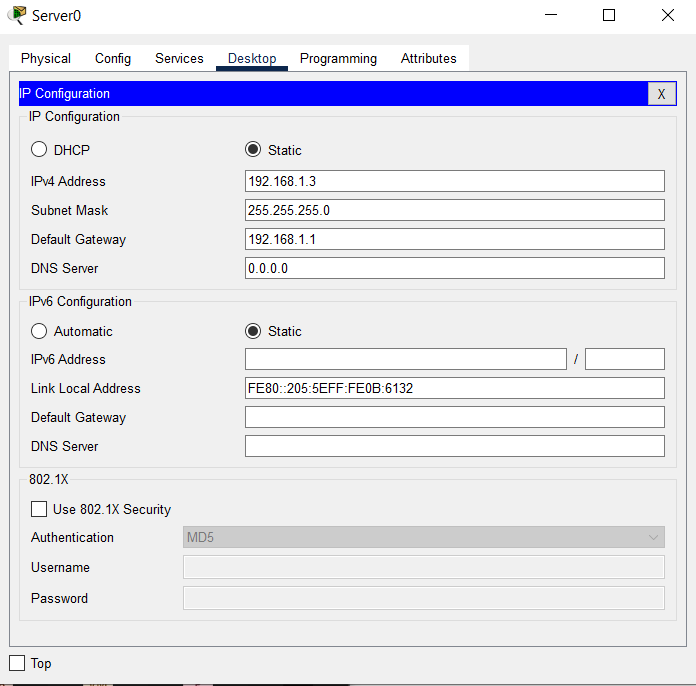 Server0
Physical Config Services Desktop Programming Attributes
IP Configuration X
IP Configuration
DHCP Static
IPv4 Address 192.168.1.3
Subnet Mask 255.255.255.0
Default Gateway 192.168.1.1
DNS Server 0.0.0.0
IPv6 Configuration
Automatic Static
IPv6 Address /
Link Local Address FE80::205:5EFF:FE0B:6132
Default Gateway
DNS Server
802.1X
Use 802.1X Security
Authentication MD5
Username
Password
Top